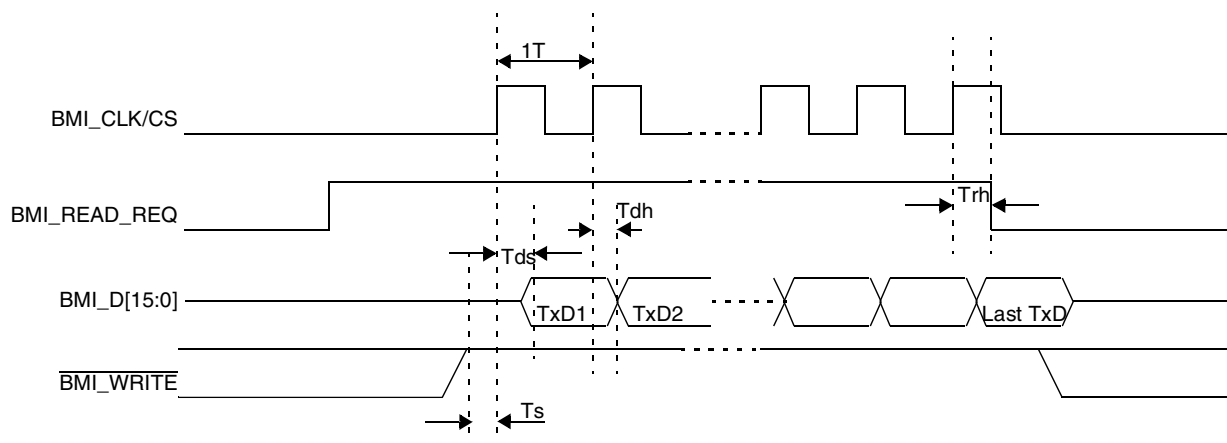 1T
BMI_CLK/CS
BMI_READ_REQ
Trh
Tdh
Tds
BMI_D[15:0]
TxD1
TxD2
Last TxD
BMI_WRITE
Ts